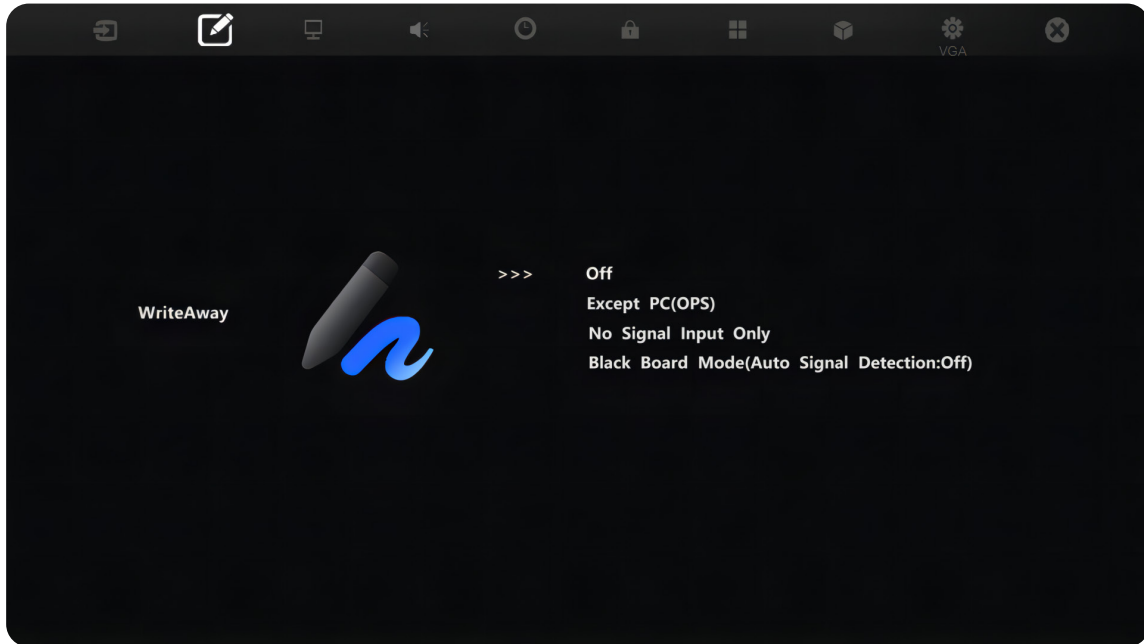 VGA
WriteAway
>>> Off
Except PC(OPS)
No Signal Input Only
Black Board Mode(Auto Signal Detection:Off)